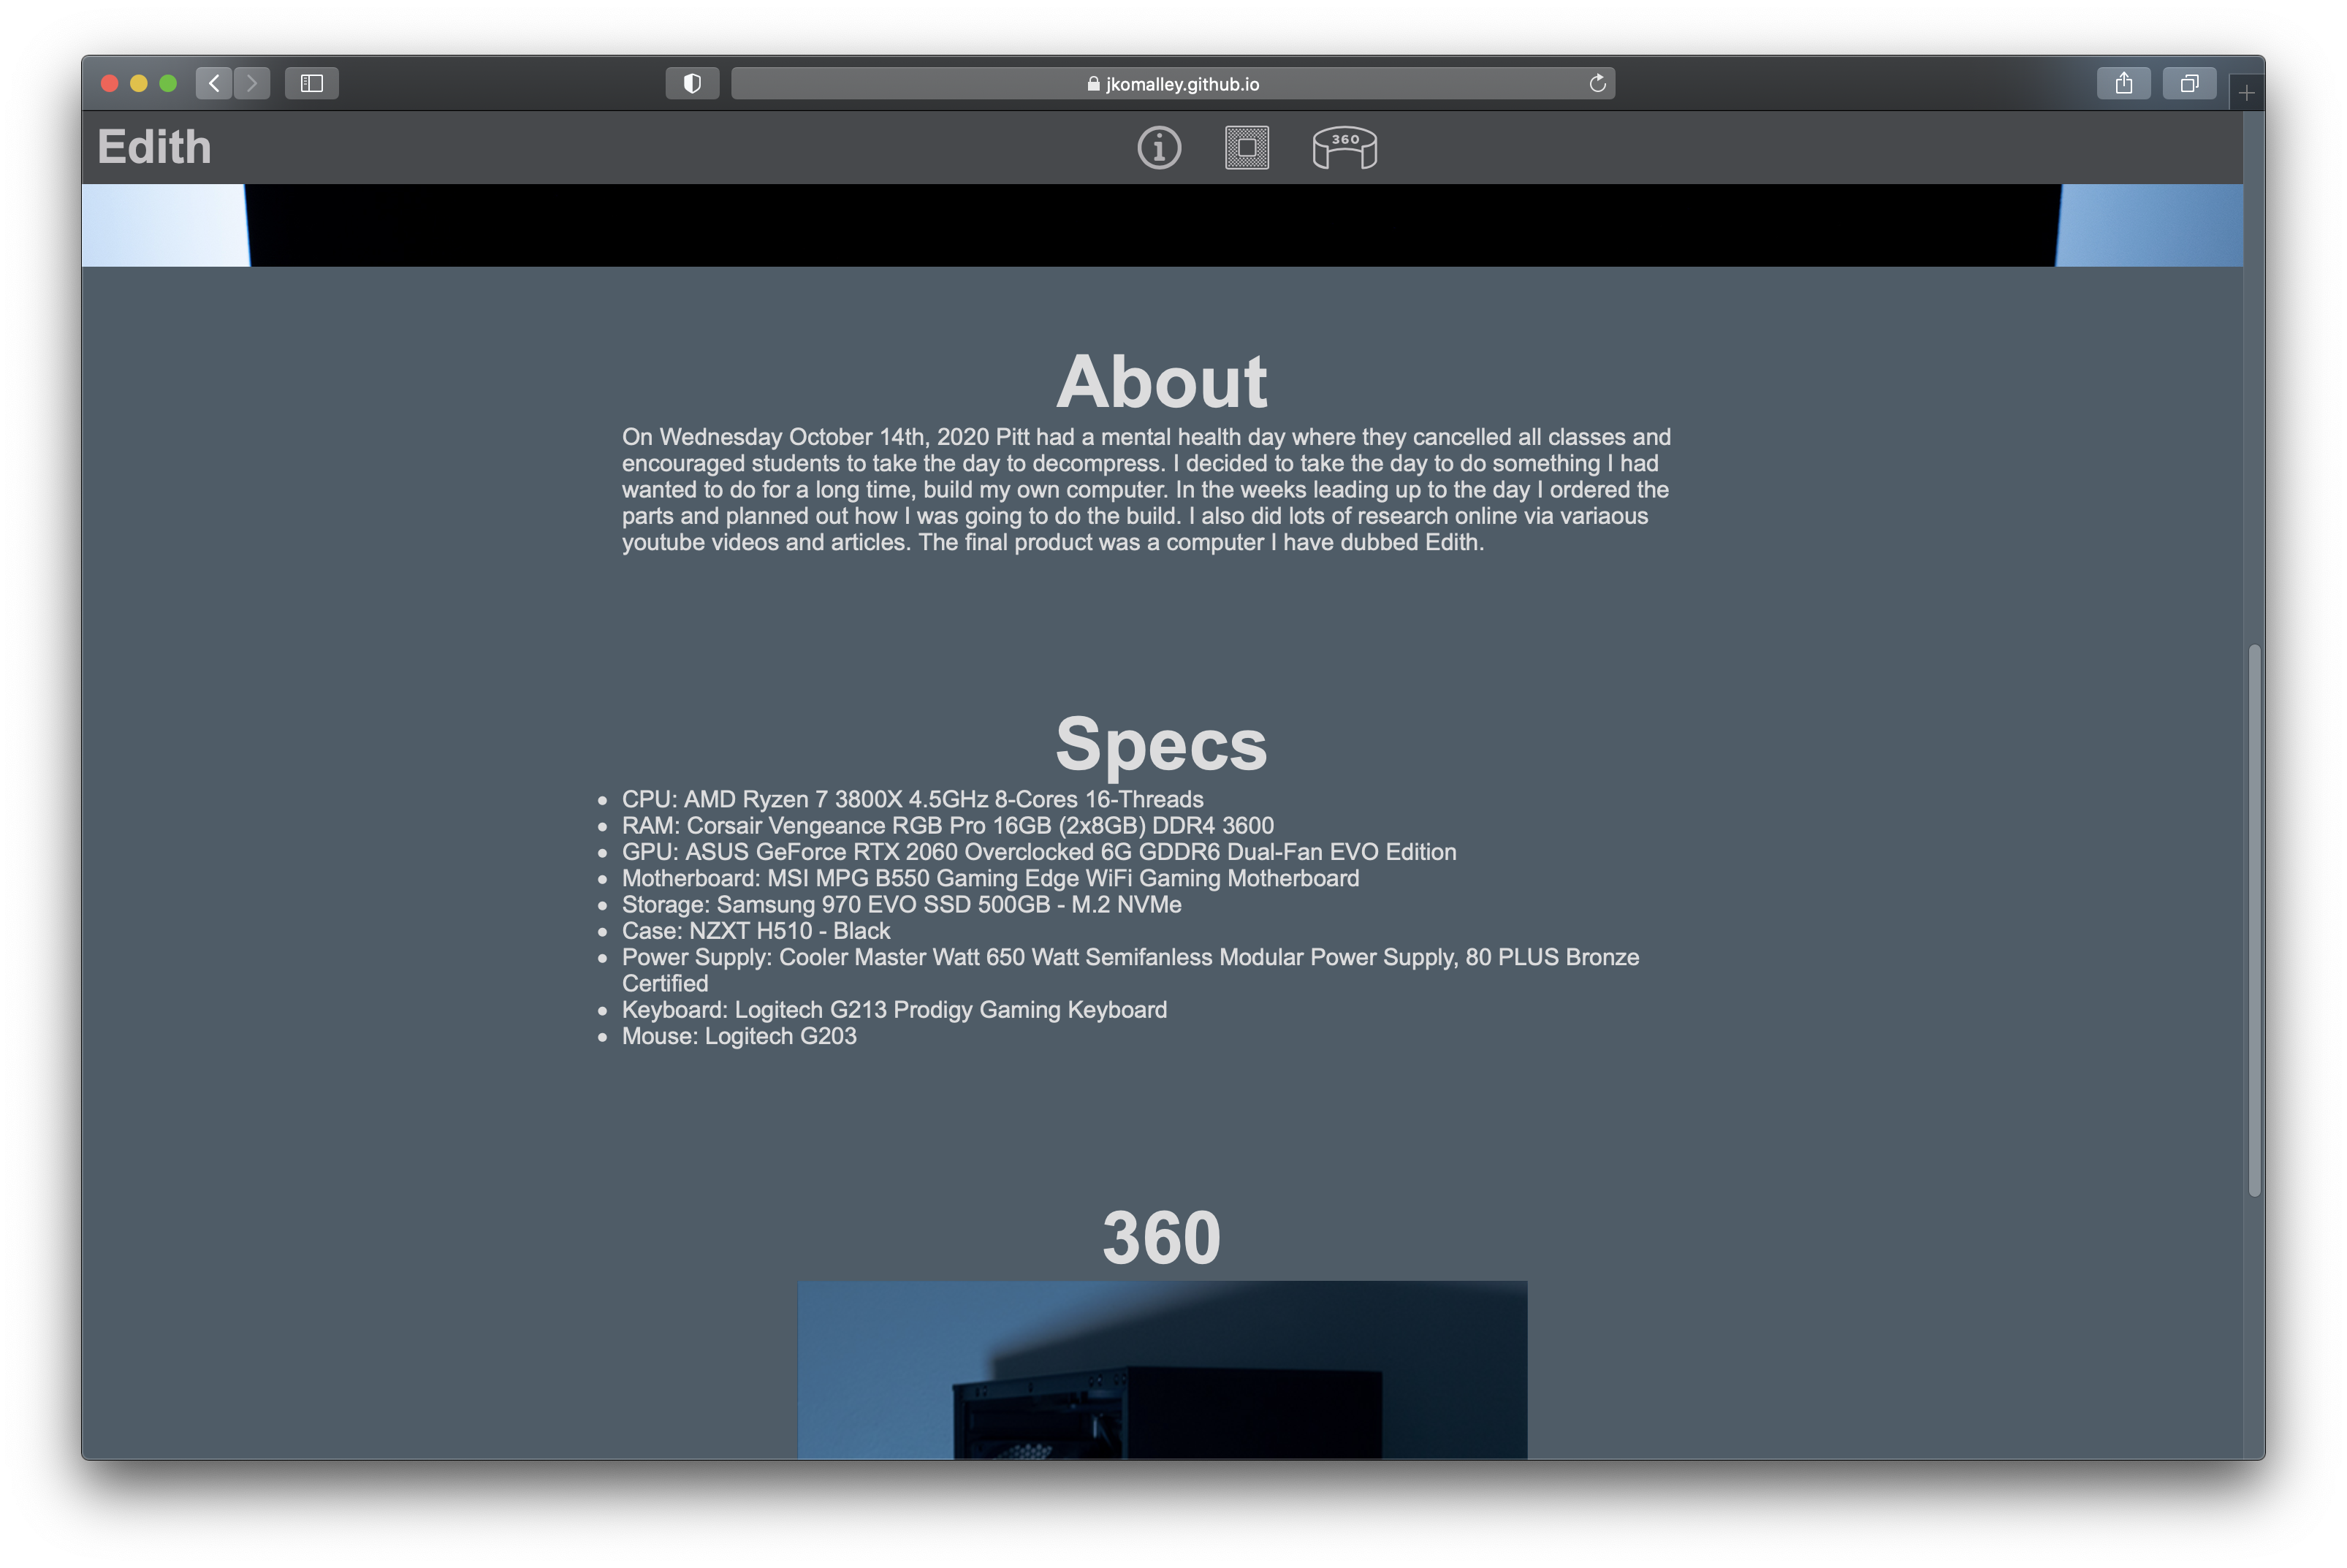 jkomalley.github.io
Edith
360
About
On Wednesday October 14th, 2020 Pitt had a mental health day where they cancelled all classes and
encouraged students to take the day to decompress. I decided to take the day to do something I had
wanted to do for a long time, build my own computer. In the weeks leading up to the day I ordered the
parts and planned out how I was going to do the build. I also did lots of research online via variaous
youtube videos and articles. The final product was a computer I have dubbed Edith.
Specs
• CPU: AMD Ryzen 7 3800X 4.5GHz 8-Cores 16-Threads
• RAM: Corsair Vengeance RGB Pro 16GB (2x8GB) DDR4 3600
• GPU: ASUS GeForce RTX 2060 Overclocked 6G GDDR6 Dual-Fan EVO Edition
• Motherboard: MSI MPG B550 Gaming Edge WiFi Gaming Motherboard
• Storage: Samsung 970 EVO SSD 500GB - M.2 NVMe
• Case: NZXT H510 - Black
• Power Supply: Cooler Master Watt 650 Watt Semifanless Modular Power Supply, 80 PLUS Bronze
Certified
• Keyboard: Logitech G213 Prodigy Gaming Keyboard
• Mouse: Logitech G203
360